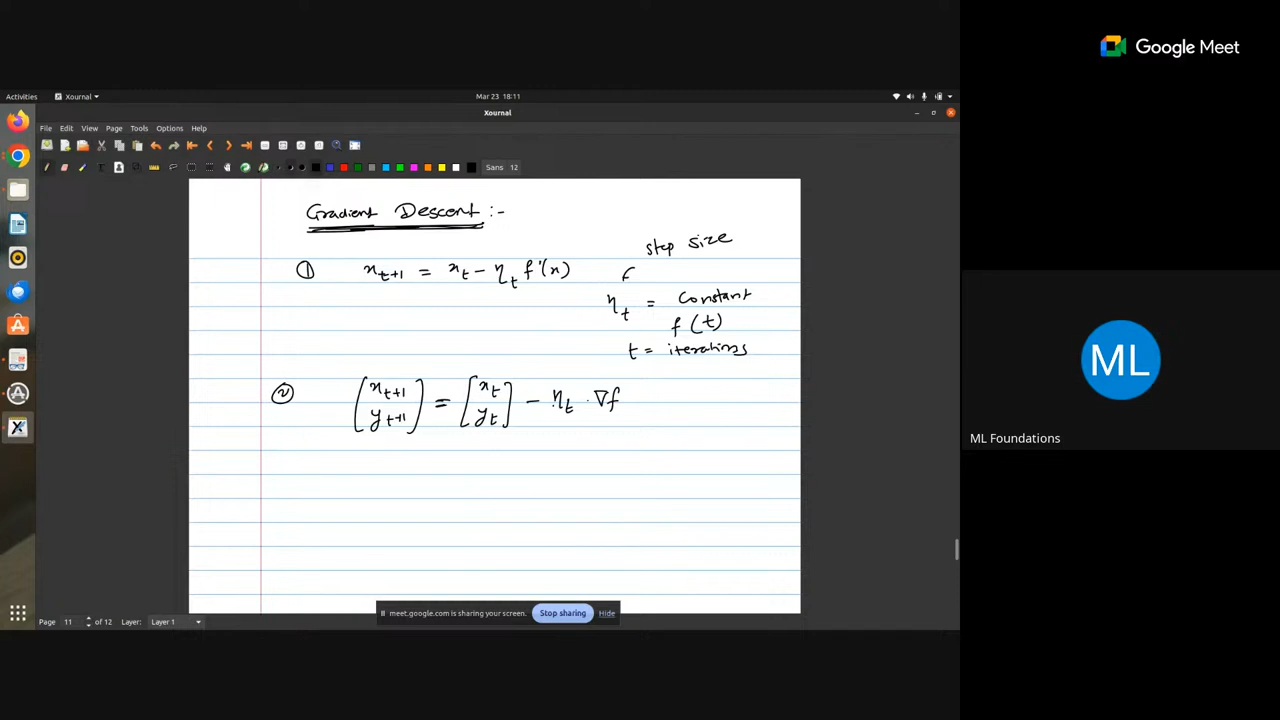 Google Meet
Activities Xournal Mar 23 18:11
Xournal
File Edit View Page Tools Options Help
Sans 12
Gradient Descent :-
step size
① x_{t+1} = x_t - η_t f'(x)
η_t = constant
f(t)
t = iterations
② [x_{t+1} y_{t+1}] = [x_t y_t] - η_t · ∇f
ML
ML Foundations
meet.google.com is sharing your screen. Stop sharing Hide
Page 11 of 12 Layer: Layer 1